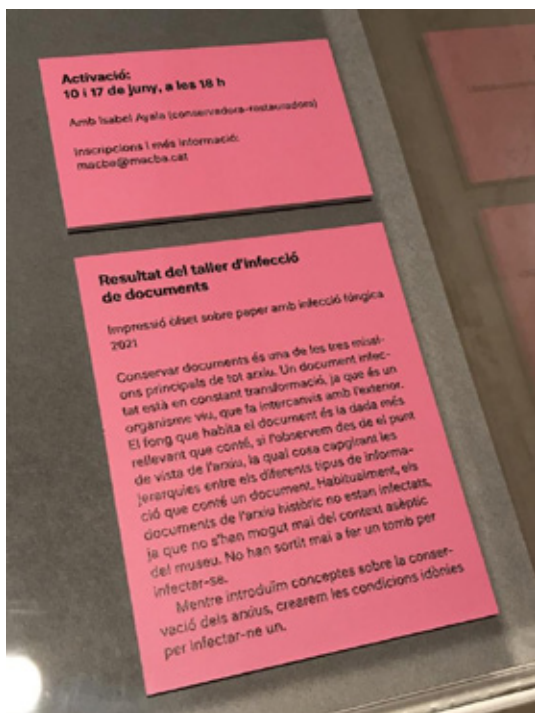 Activació:
10 i 17 de juny, a les 18 h
Amb Isabel Ayala (conservadora-restauradora)
Inscripcions i més informació:
macba@macba.cat
Resultat del taller d'infecció
de documents
Impressió òfset sobre paper amb infecció fúngica
2021
Conservar documents és una de les tres missi-
ons principals de tot arxiu. Un document infec-
tat està en constant transformació, ja que és un
organisme viu, que fa intercanvis amb l'exterior.
El fong que habita el document és la dada més
rellevant que conté, si l'observem des de el punt
de vista de l'arxiu, la qual cosa capgirant les
jerarquies entre els diferents tipus de informa-
ció que conté un document. Habitualment, els
documents de l'arxiu històric no estan infectats,
ja que no s'han mogut mai del context asèptic
del museu. No han sortit mai a fer un tomb per
infectar-se.
Mentre introduïm conceptes sobre la conser-
vació dels arxius, crearem les condicions idònies
per infectar-ne un.